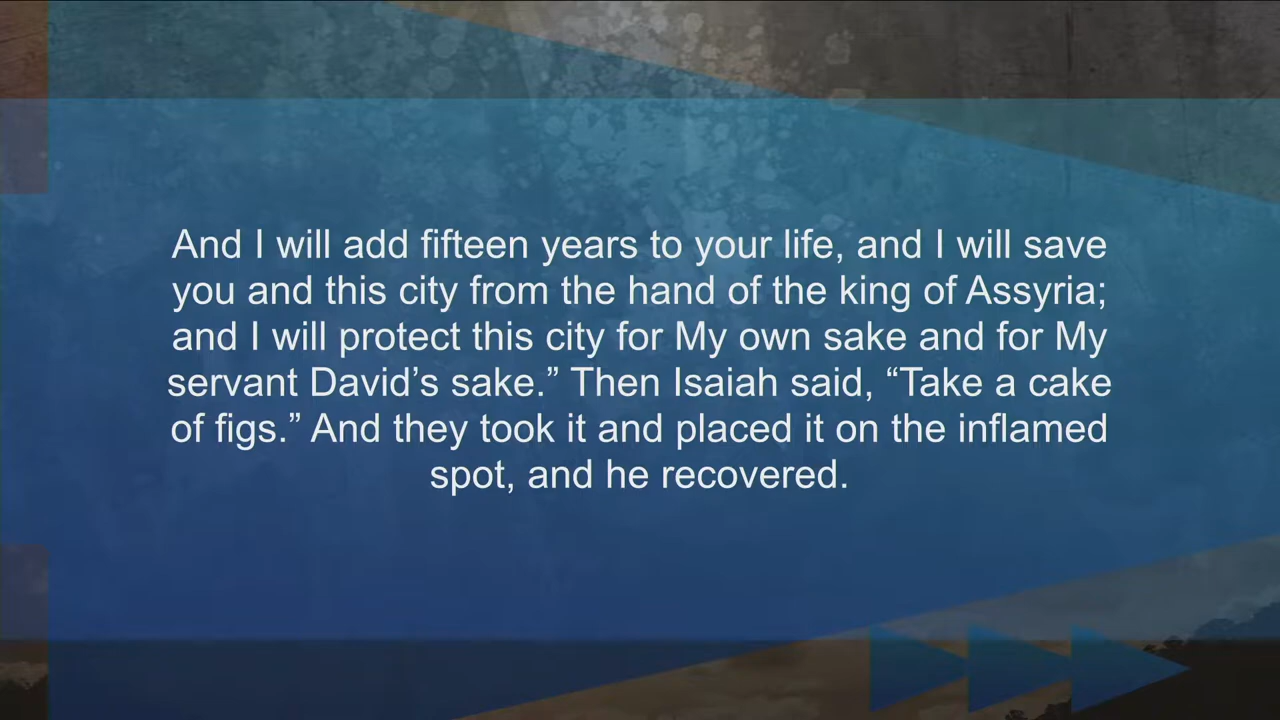 And I will add fifteen years to your life, and I will save
you and this city from the hand of the king of Assyria;
and I will protect this city for My own sake and for My
servant David’s sake.” Then Isaiah said, “Take a cake
of figs.” And they took it and placed it on the inflamed
spot, and he recovered.